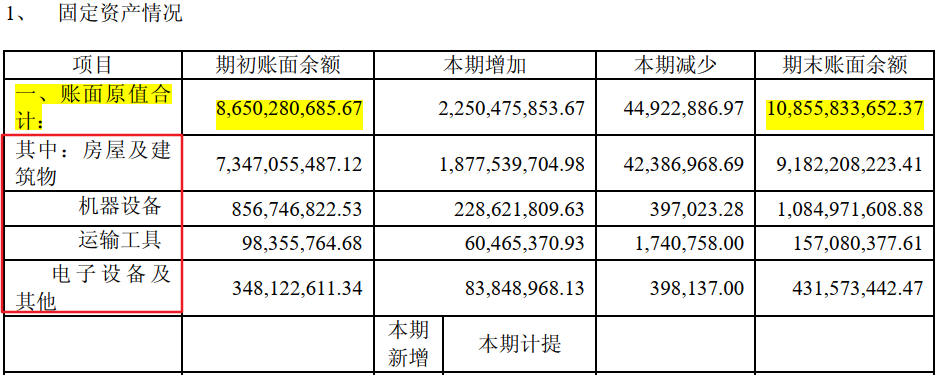 1、 固定资产情况
项目 期初账面余额 本期增加 本期减少 期末账面余额
一、账面原值合
计： 8,650,280,685.67 2,250,475,853.67 44,922,886.97 10,855,833,652.37
其中：房屋及建
筑物 7,347,055,487.12 1,877,539,704.98 42,386,968.69 9,182,208,223.41
机器设备 856,746,822.53 228,621,809.63 397,023.28 1,084,971,608.88
运输工具 98,355,764.68 60,465,370.93 1,740,758.00 157,080,377.61
电子设备及
其他 348,122,611.34 83,848,968.13 398,137.00 431,573,442.47
本期
新增 本期计提